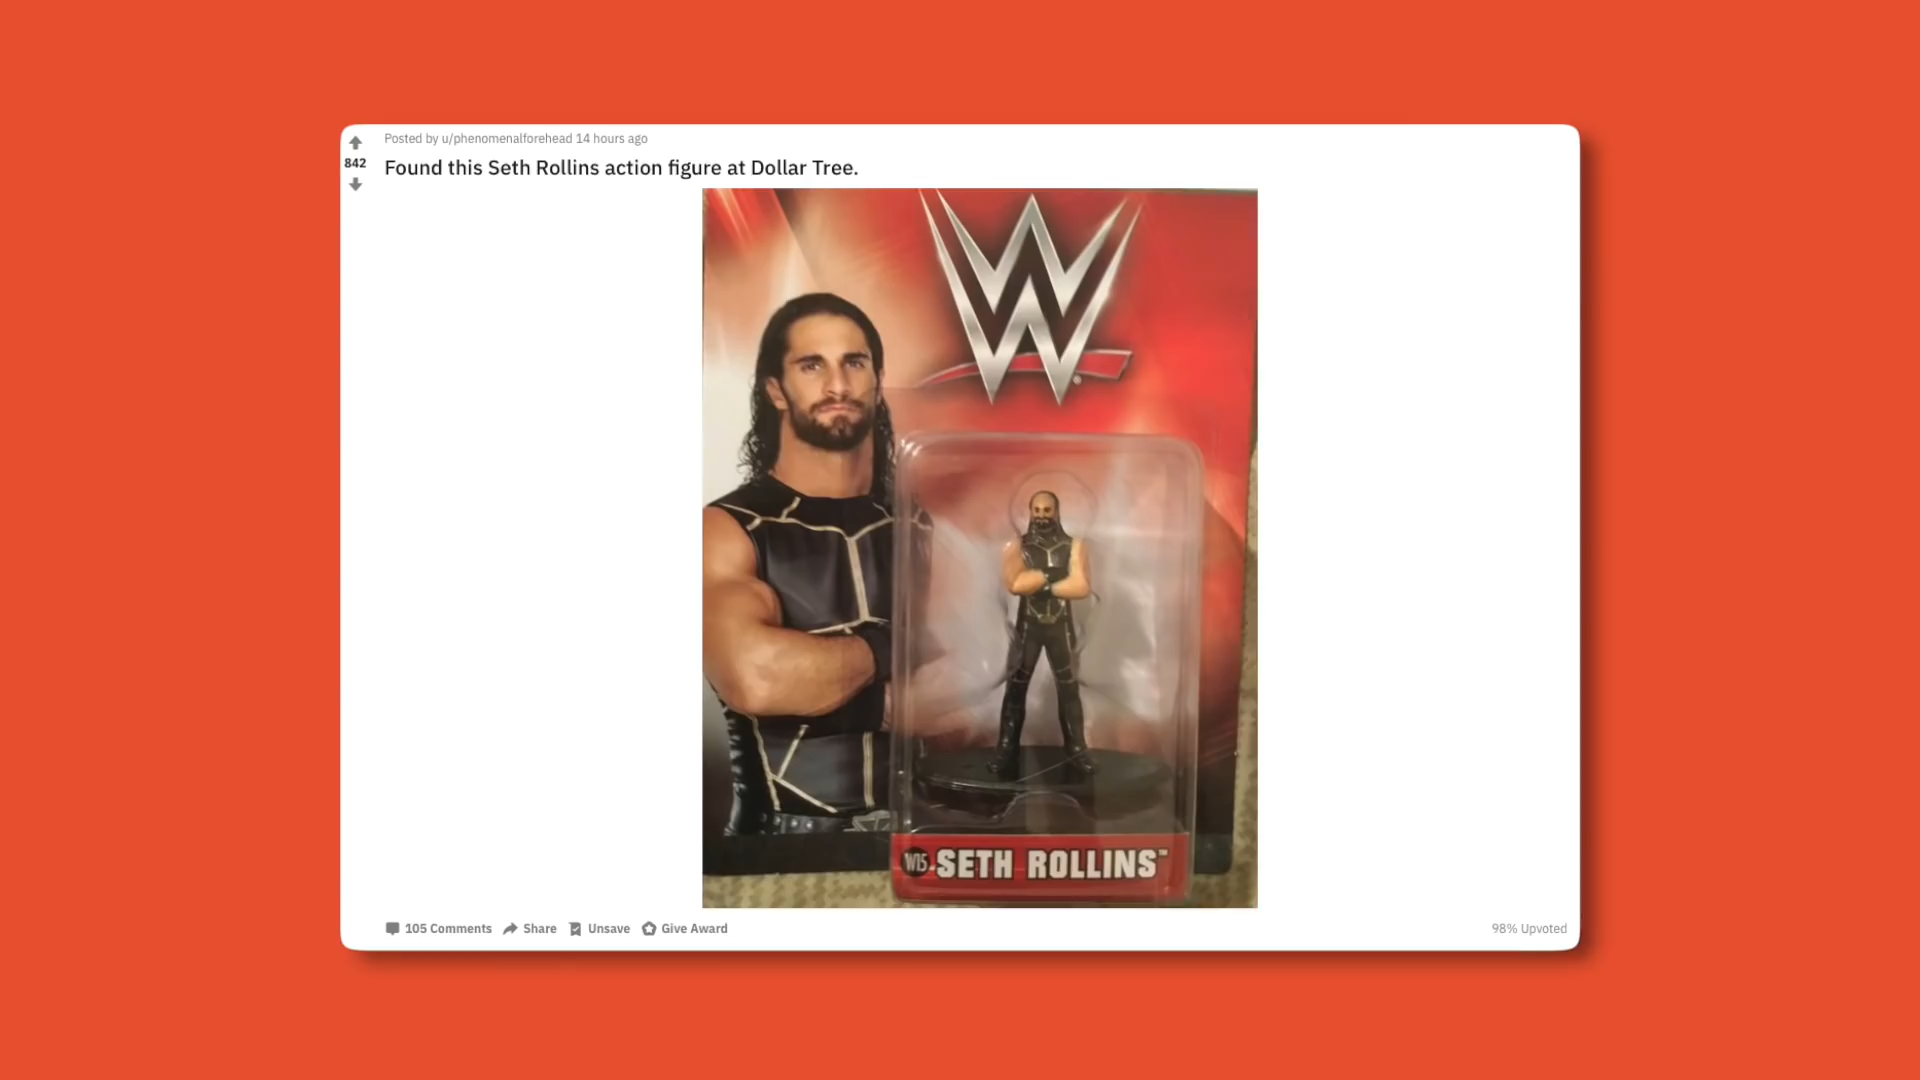 Posted by u/phenomenalforehead 14 hours ago
842
Found this Seth Rollins action figure at Dollar Tree.
W
W15 SETH ROLLINS™
105 Comments Share Unsave Give Award
98% Upvoted